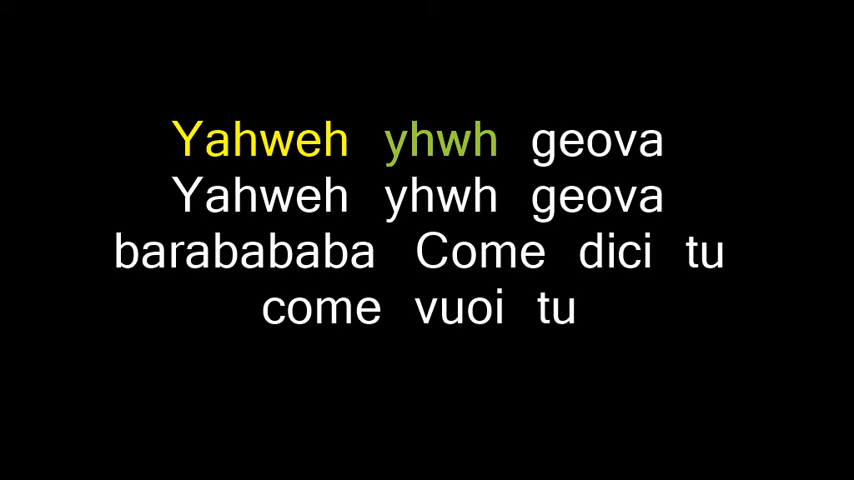 Yahweh yhwh geova
Yahweh yhwh geova
barabababa Come dici tu
come vuoi tu